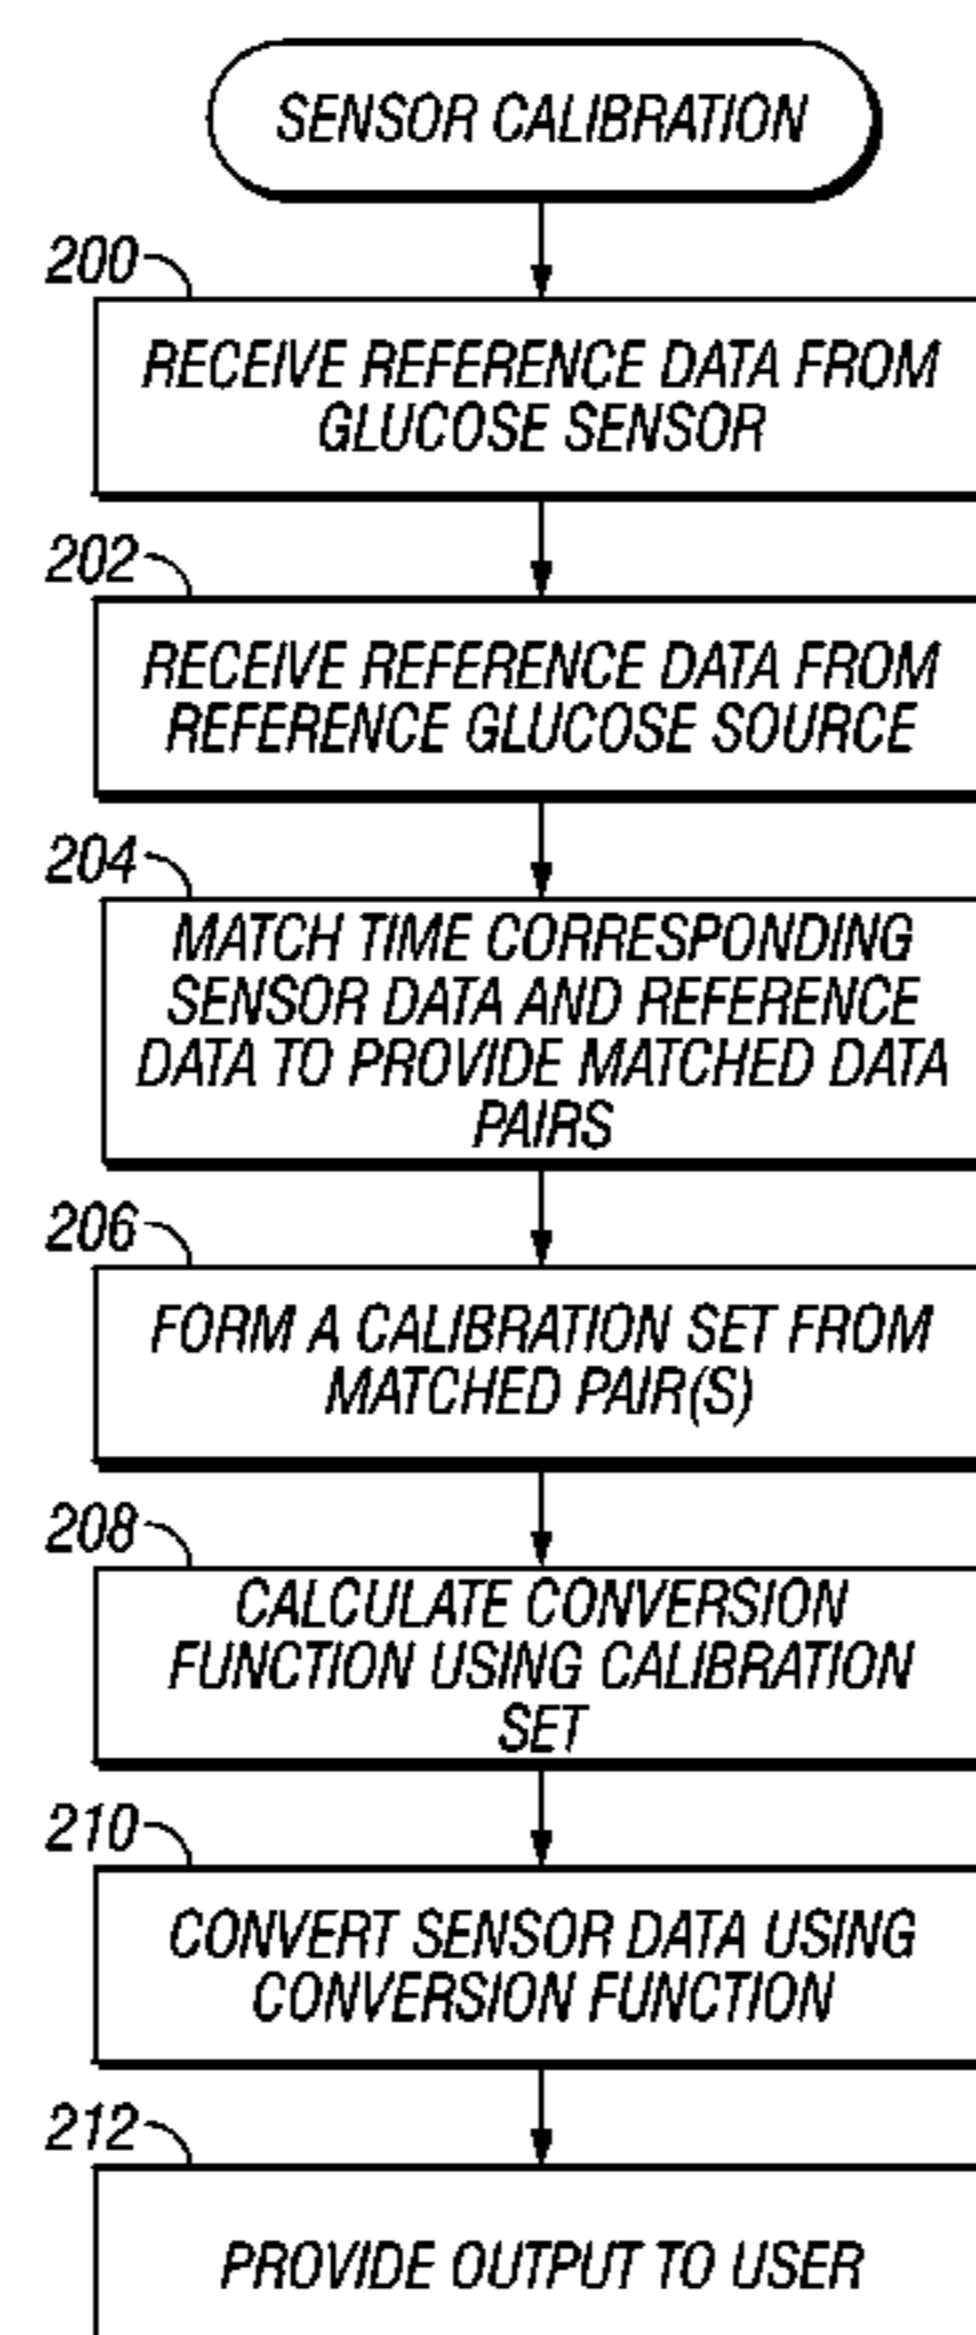 SENSOR CALIBRATION
200
RECEIVE REFERENCE DATA FROM
GLUCOSE SENSOR
202
RECEIVE REFERENCE DATA FROM
REFERENCE GLUCOSE SOURCE
204
MATCH TIME CORRESPONDING
SENSOR DATA AND REFERENCE
DATA TO PROVIDE MATCHED DATA
PAIRS
206
FORM A CALIBRATION SET FROM
MATCHED PAIR(S)
208
CALCULATE CONVERSION
FUNCTION USING CALIBRATION
SET
210
CONVERT SENSOR DATA USING
CONVERSION FUNCTION
212
PROVIDE OUTPUT TO USER